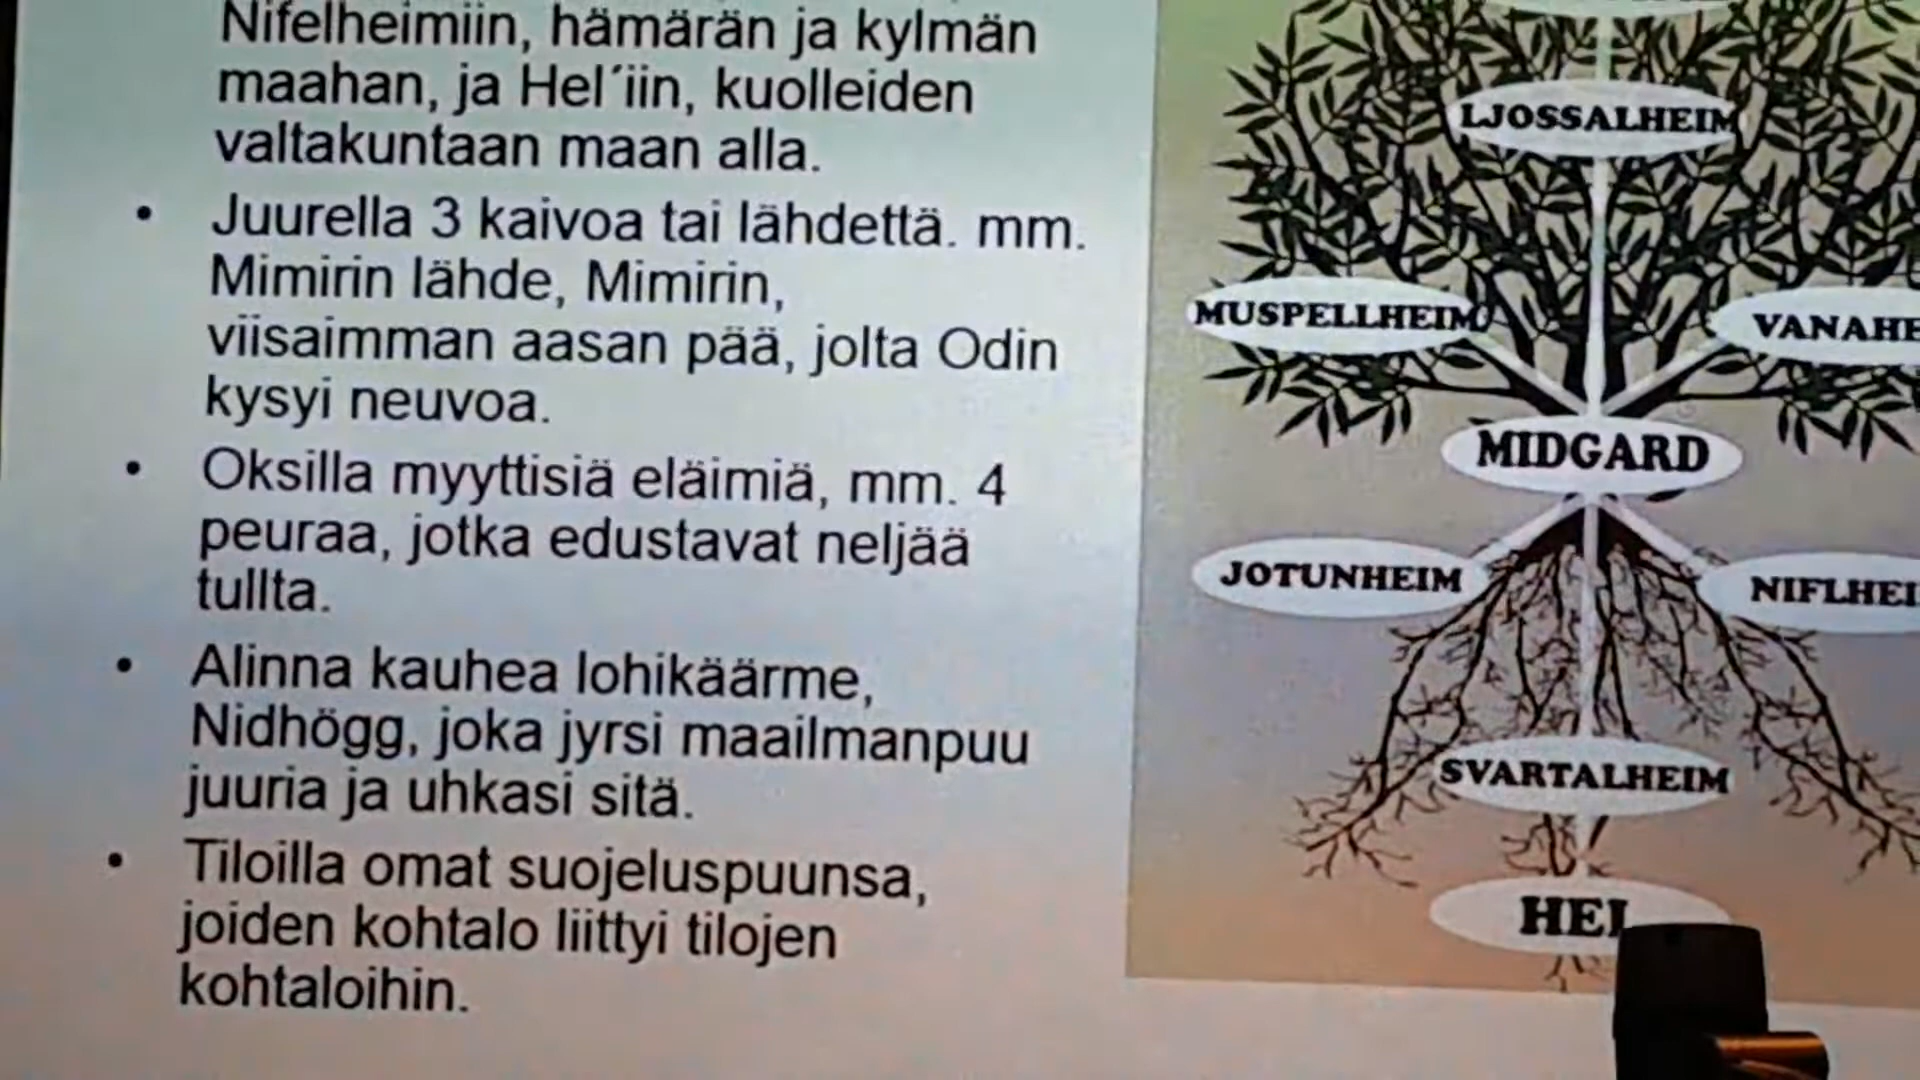 Nifelheimiin, hämärän ja kylmän
maahan, ja Hel´iin, kuolleiden
valtakuntaan maan alla.
• Juurella 3 kaivoa tai lähdettä. mm.
Mimirin lähde, Mimirin,
viisaimman aasan pää, jolta Odin
kysyi neuvoa.
• Oksilla myyttisiä eläimiä, mm. 4
peuraa, jotka edustavat neljää
tullta.
• Alinna kauhea lohikäärme,
Nidhögg, joka jyrsi maailmanpuu
juuria ja uhkasi sitä.
• Tiloilla omat suojeluspuunsa,
joiden kohtalo liittyi tilojen
kohtaloihin.
LJOSSALHEIM
MUSPELLHEIM
VANAHE
MIDGARD
JOTUNHEIM
NIFLHEI
SVARTALHEIM
HEL